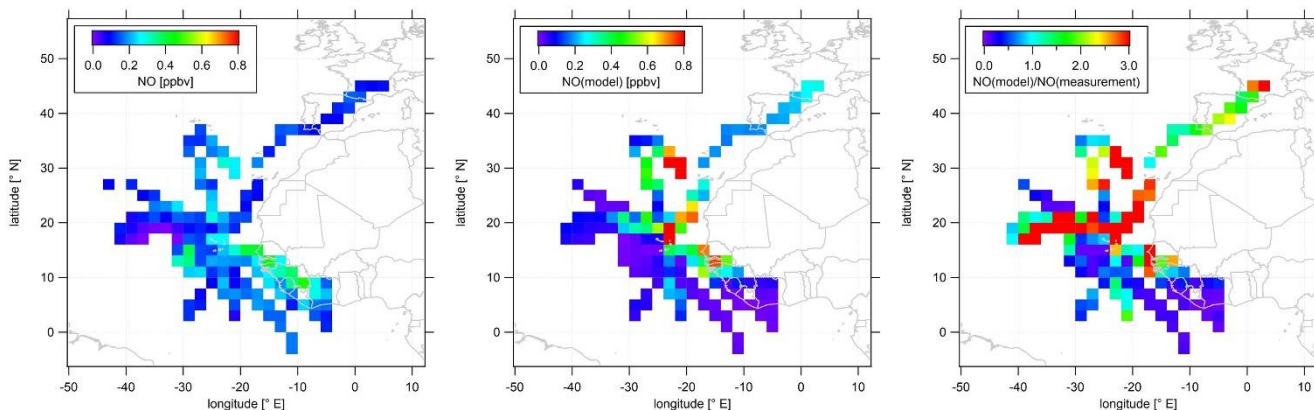 0.0 0.2 0.4 0.6 0.8
NO [ppbv]
50
40
30
20
10
0
latitude [° N]
-50 -40 -30 -20 -10 0 10
longitude [° E]
0.0 0.2 0.4 0.6 0.8
NO(model) [ppbv]
50
40
30
20
10
0
latitude [° N]
-50 -40 -30 -20 -10 0 10
longitude [° E]
0.0 1.0 2.0 3.0
NO(model)/NO(measurement)
50
40
30
20
10
0
latitude [° N]
-50 -40 -30 -20 -10 0 10
longitude [° E]